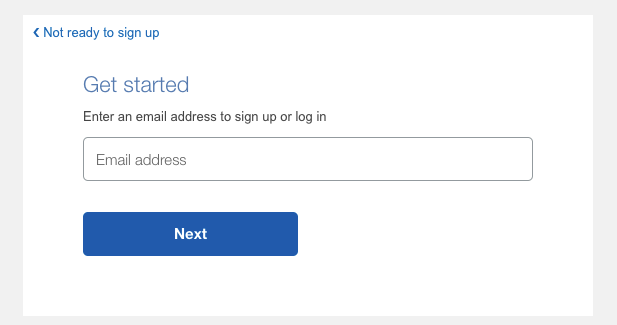 Not ready to sign up
Get started
Enter an email address to sign up or log in
Email address
Next